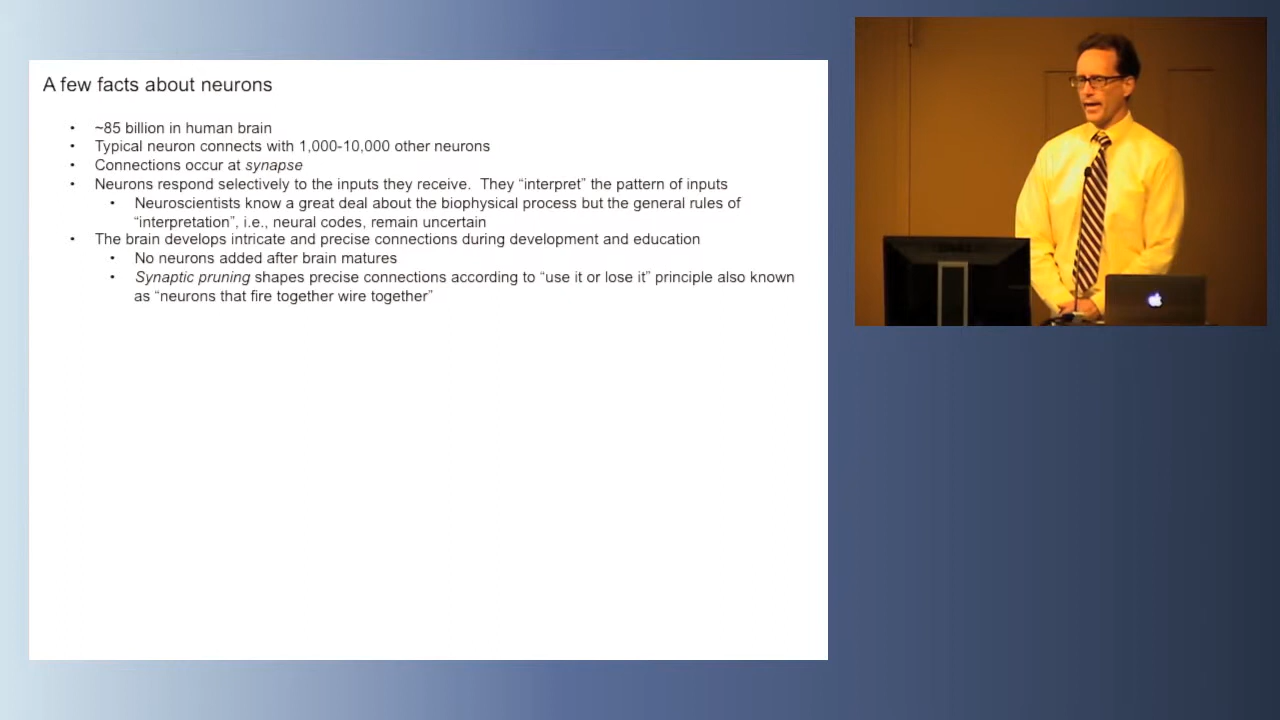 A few facts about neurons
• ~85 billion in human brain
• Typical neuron connects with 1,000-10,000 other neurons
• Connections occur at synapse
• Neurons respond selectively to the inputs they receive.  They “interpret” the pattern of inputs
• Neuroscientists know a great deal about the biophysical process but the general rules of
“interpretation”, i.e., neural codes, remain uncertain
• The brain develops intricate and precise connections during development and education
• No neurons added after brain matures
• Synaptic pruning shapes precise connections according to “use it or lose it” principle also known
as “neurons that fire together wire together”